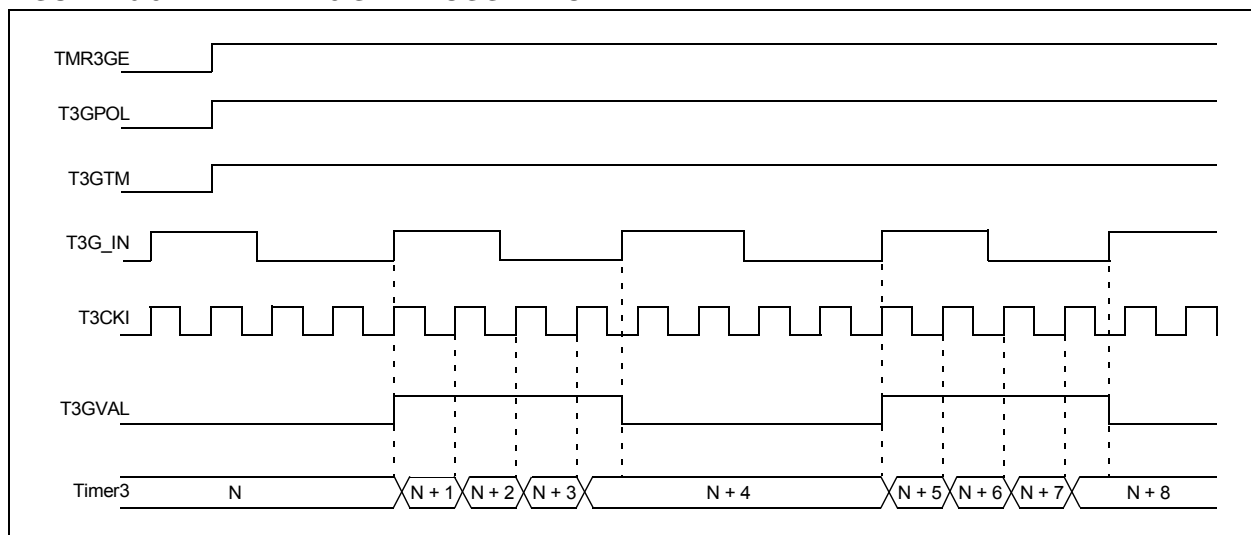 TMR3GE
T3GPOL
T3GTM
T3G_IN
T3CKI
T3GVAL
Timer3 N N + 1 N + 2 N + 3 N + 4 N + 5 N + 6 N + 7 N + 8